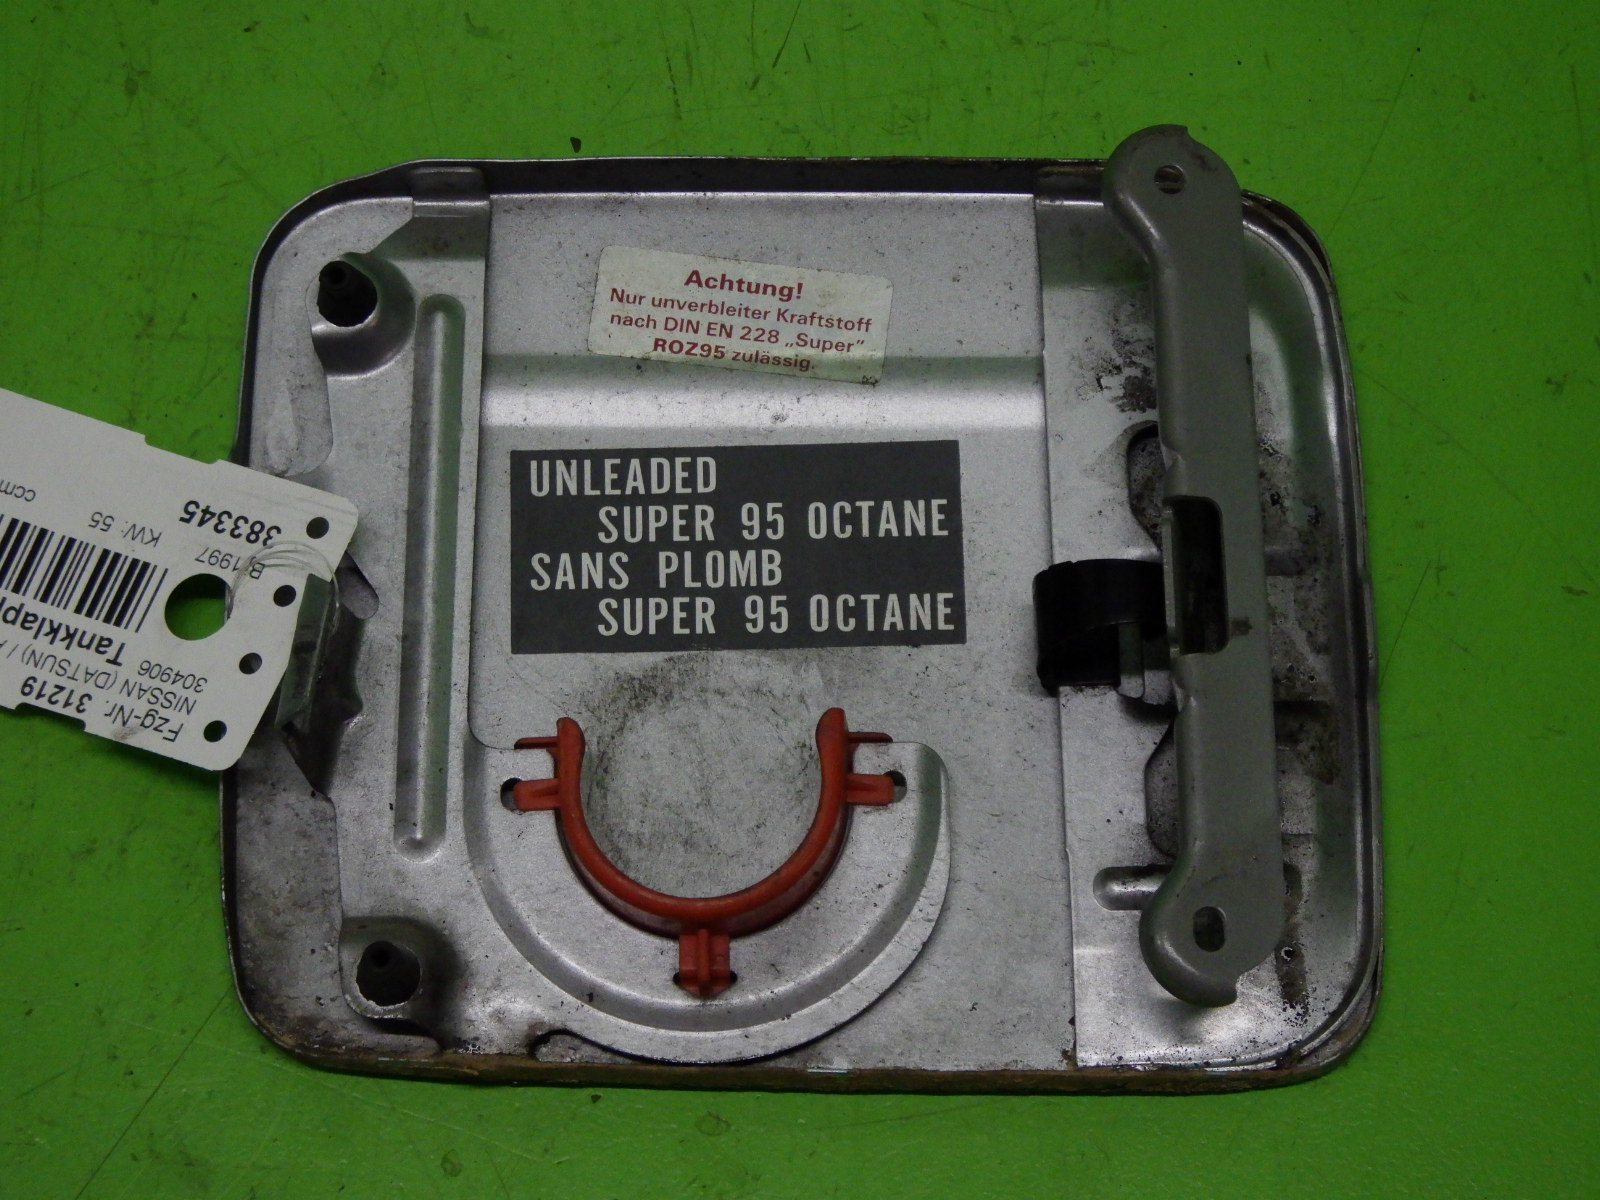 Achtung!
Nur unverbleiter Kraftstoff
nach DIN EN 228 „Super“
ROZ95 zulässig.
UNLEADED
SUPER 95 OCTANE
SANS PLOMB
SUPER 95 OCTANE
Fzg-Nr. 31219
NISSAN (DATSUN) /
304906
KW: 55
1997
383345